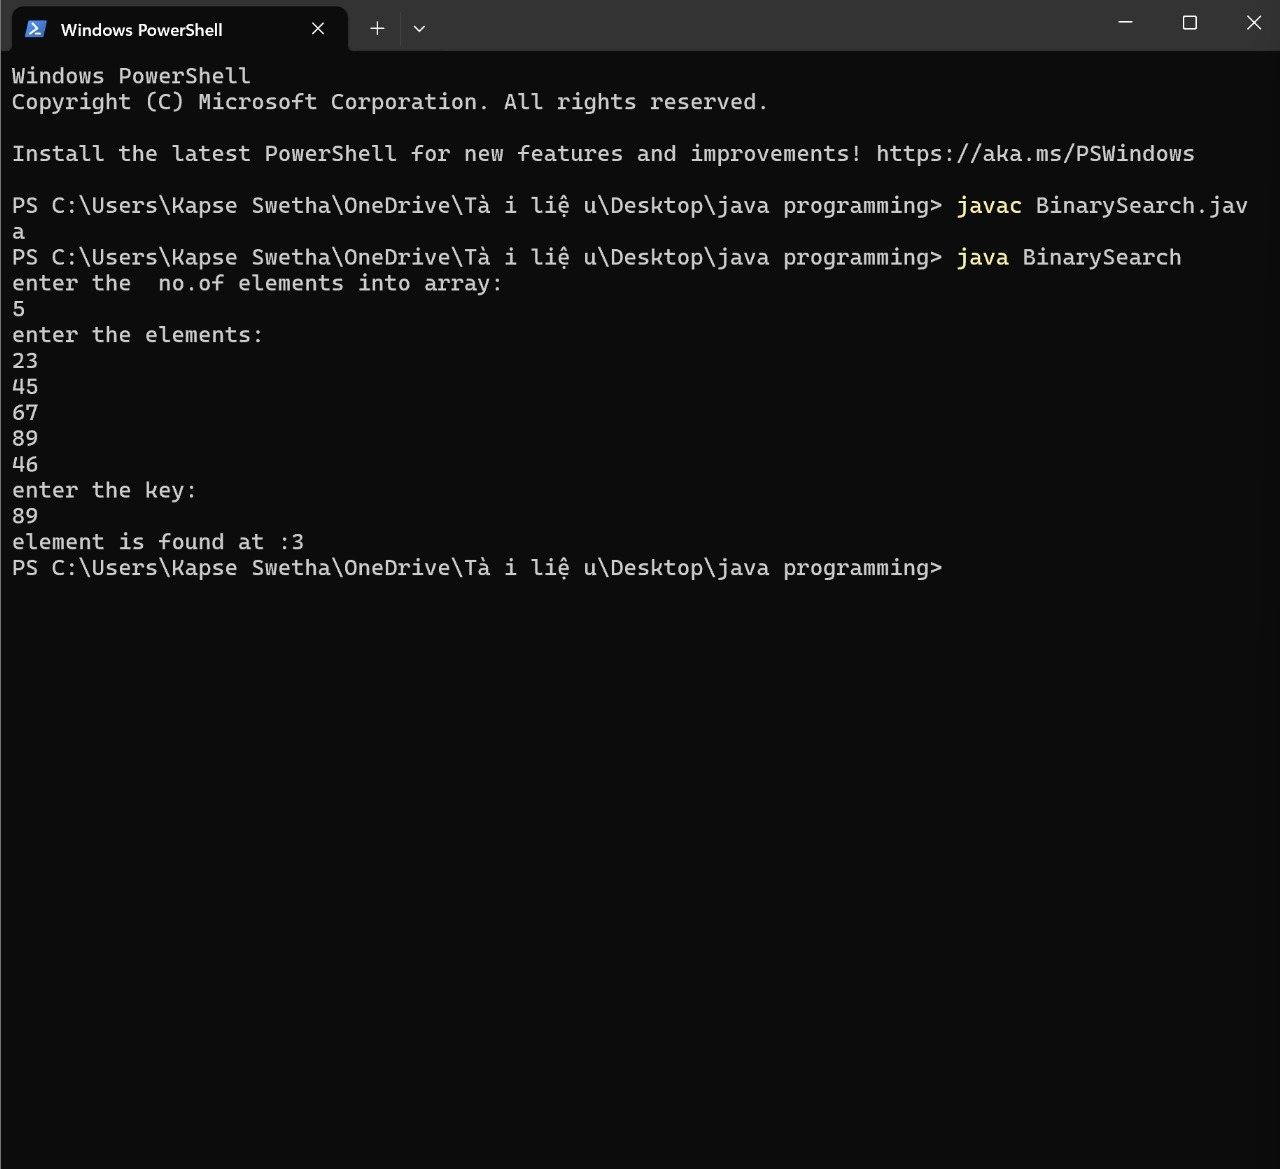 Windows PowerShell
Windows PowerShell
Copyright (C) Microsoft Corporation. All rights reserved.
Install the latest PowerShell for new features and improvements! https://aka.ms/PSWindows
PS C:\Users\Kapse Swetha\OneDrive\Tà i liệ u\Desktop\java programming> javac BinarySearch.jav
a
PS C:\Users\Kapse Swetha\OneDrive\Tà i liệ u\Desktop\java programming> java BinarySearch
enter the  no.of elements into array:
5
enter the elements:
23
45
67
89
46
enter the key:
89
element is found at :3
PS C:\Users\Kapse Swetha\OneDrive\Tà i liệ u\Desktop\java programming>